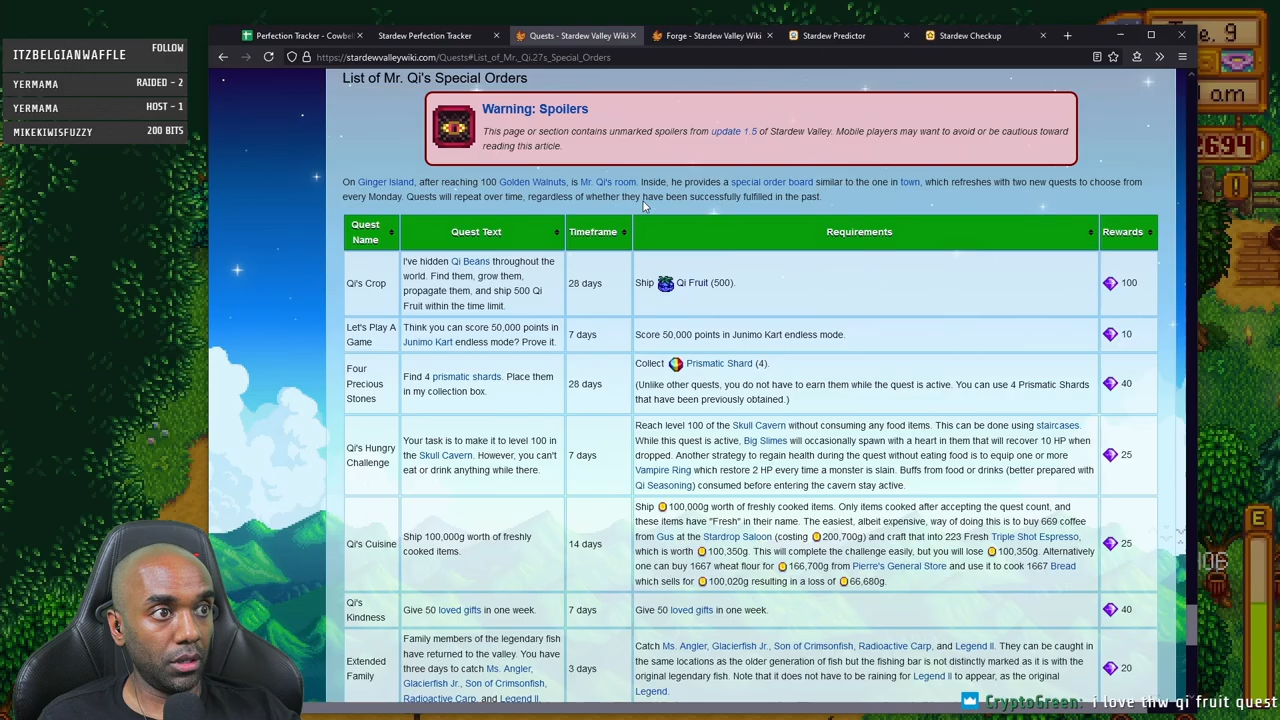 ITZBELGIANWAFFLE
FOLLOW
YERMAMA RAIDED - 2
YERMAMA HOST - 1
MIKEKIWISFUZZY 200 BITS
Perfection Tracker - Cowbe
Stardew Perfection Tracker
Quests - Stardew Valley Wiki
Forge - Stardew Valley Wiki
Stardew Predictor
Stardew Checkup
https://stardewvalleywiki.com/Quests#List_of_Mr._Qi.27s_Special_Orders
List of Mr. Qi's Special Orders
Warning: Spoilers
This page or section contains unmarked spoilers from update 1.5 of Stardew Valley. Mobile players may want to avoid or be cautious toward
reading this article.
On Ginger Island, after reaching 100 Golden Walnuts, is Mr. Qi's room. Inside, he provides a special order board similar to the one in town, which refreshes with two new quests to choose from
every Monday. Quests will repeat over time, regardless of whether they have been successfully fulfilled in the past.
Quest
Name
Quest Text
Timeframe
Requirements
Rewards
Qi's Crop
I've hidden Qi Beans throughout the
world. Find them, grow them,
propagate them, and ship 500 Qi
Fruit within the time limit.
28 days
Ship Qi Fruit (500).
100
Let's Play A
Game
Think you can score 50,000 points in
Junimo Kart endless mode? Prove it.
7 days
Score 50,000 points in Junimo Kart endless mode.
10
Four
Precious
Stones
Find 4 prismatic shards. Place them
in my collection box.
28 days
Collect Prismatic Shard (4).
(Unlike other quests, you do not have to earn them while the quest is active. You can use 4 Prismatic Shards
that have been previously obtained.)
40
Qi's Hungry
Challenge
Your task is to make it to level 100 in
the Skull Cavern. However, you can't
eat or drink anything while there.
7 days
Reach level 100 of the Skull Cavern without consuming any food items. This can be done using staircases.
While this quest is active, Big Slimes will occasionally spawn with a heart in them that will recover 10 HP when
dropped. Another strategy to regain health during the quest without eating food is to equip one or more
Vampire Ring which restore 2 HP every time a monster is slain. Buffs from food or drinks (better prepared with
Qi Seasoning) consumed before entering the cavern stay active.
25
Qi's Cuisine
Ship 100,000g worth of freshly
cooked items.
14 days
Ship 100,000g worth of freshly cooked items. Only items cooked after accepting the quest count, and
these items have "Fresh" in their name. The easiest, albeit expensive, way of doing this is to buy 669 coffee
from Gus at the Stardrop Saloon (costing 200,700g) and craft that into 223 Fresh Triple Shot Espresso,
which is worth 100,350g. This will complete the challenge easily, but you will lose 100,350g. Alternatively
one can buy 1667 wheat flour for 166,700g from Pierre's General Store and use it to cook 1667 Bread
which sells for 100,020g resulting in a loss of 66,680g.
25
Qi's
Kindness
Give 50 loved gifts in one week.
7 days
Give 50 loved gifts in one week.
40
Extended
Family
Family members of the legendary fish
have returned to the valley. You have
three days to catch Ms. Angler,
Glacierfish Jr., Son of Crimsonfish,
Radioactive Carp, and Legend II.
3 days
Catch Ms. Angler, Glacierfish Jr., Son of Crimsonfish, Radioactive Carp, and Legend II. They can be caught in
the same locations as the older generation of fish but the fishing bar is not distinctly marked as it is with the
original legendary fish. Note that it does not have to be raining for Legend II to appear, as the original
Legend.
20
e. 9
am
2694
E
CryptoGreen: i love thw qi fruit quest